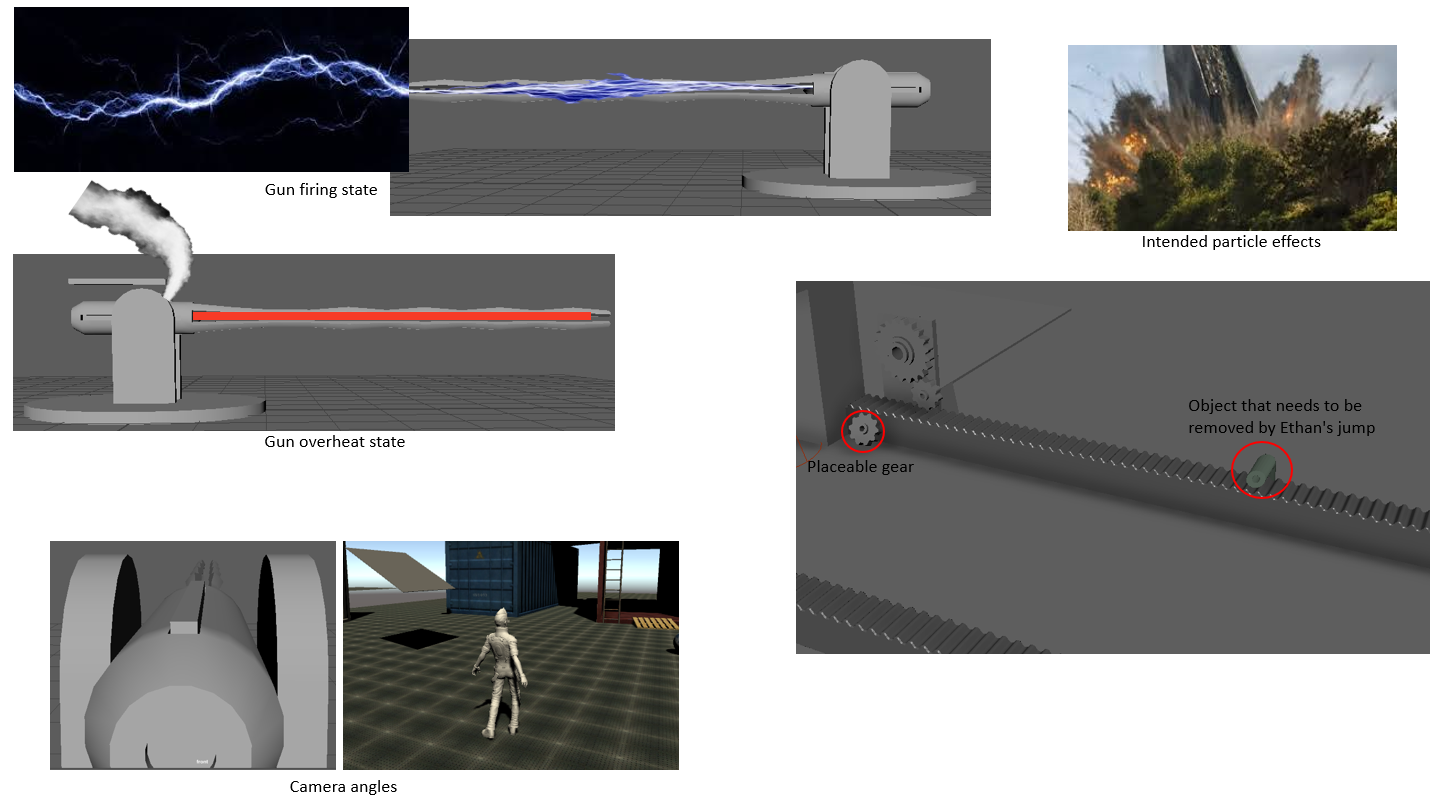 Gun firing state
Intended particle effects
Gun overheat state
Object that needs to be
removed by Ethan's jump
Placeable gear
Camera angles